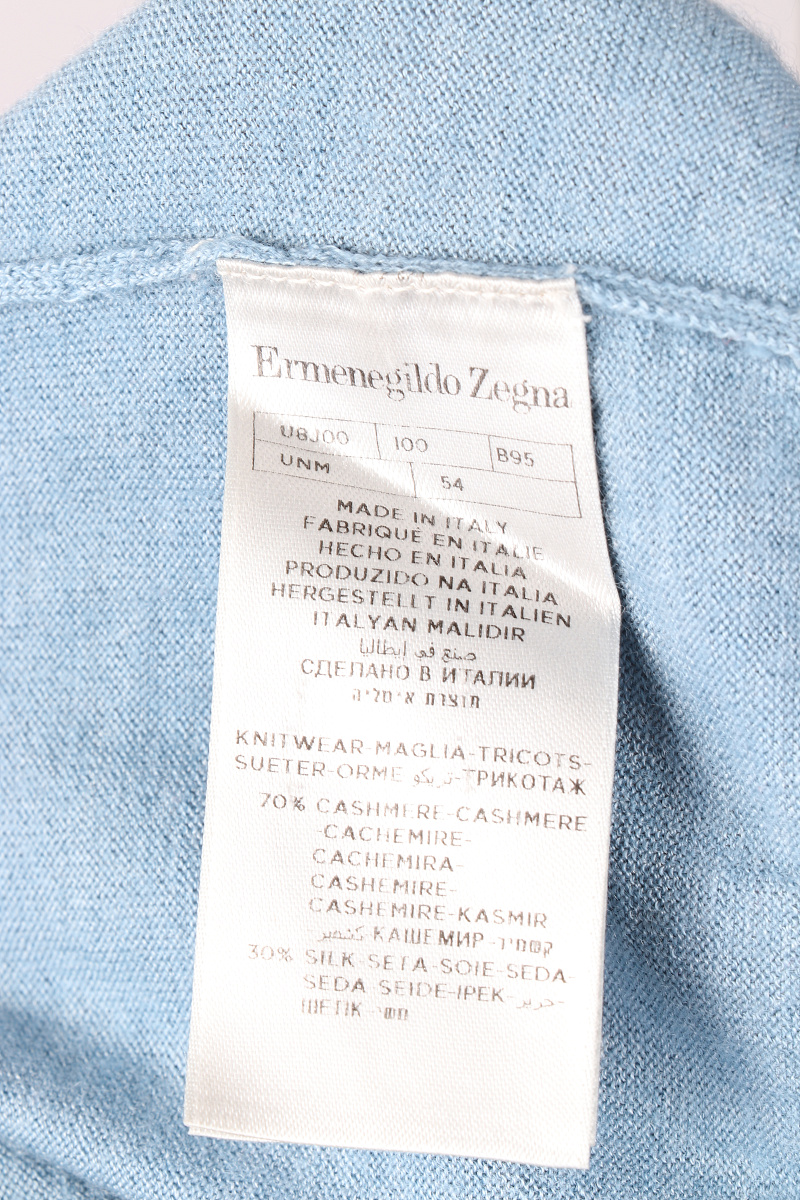 Ermenegildo Zegna
U8J00 100 B95
UNM 54
MADE IN ITALY
FABRIQUÉ EN ITALIE
HECHO EN ITALIA
PRODUZIDO NA ITALIA
HERGESTELLT IN ITALIEN
ITALYAN MALIDIR
صنع في إيطاليا
СДЕЛАНО В ИТАЛИИ
תוצרת איטליה
KNITWEAR-MAGLIA-TRICOTS-
SUETER-ORME تريكو-ТРИКОТАЖ
70% CASHMERE-CASHMERE
-CACHEMIRE-
CACHEMIRA-
CASHEMIRE-
CASHEMIRE-KASMIR
كشمير КАШЕМИР-קשמיר
30% SILK-SETA-SOIE-SEDA-
SEDA SEIDE-IPEK-حرير-
ШЕТІК-משי